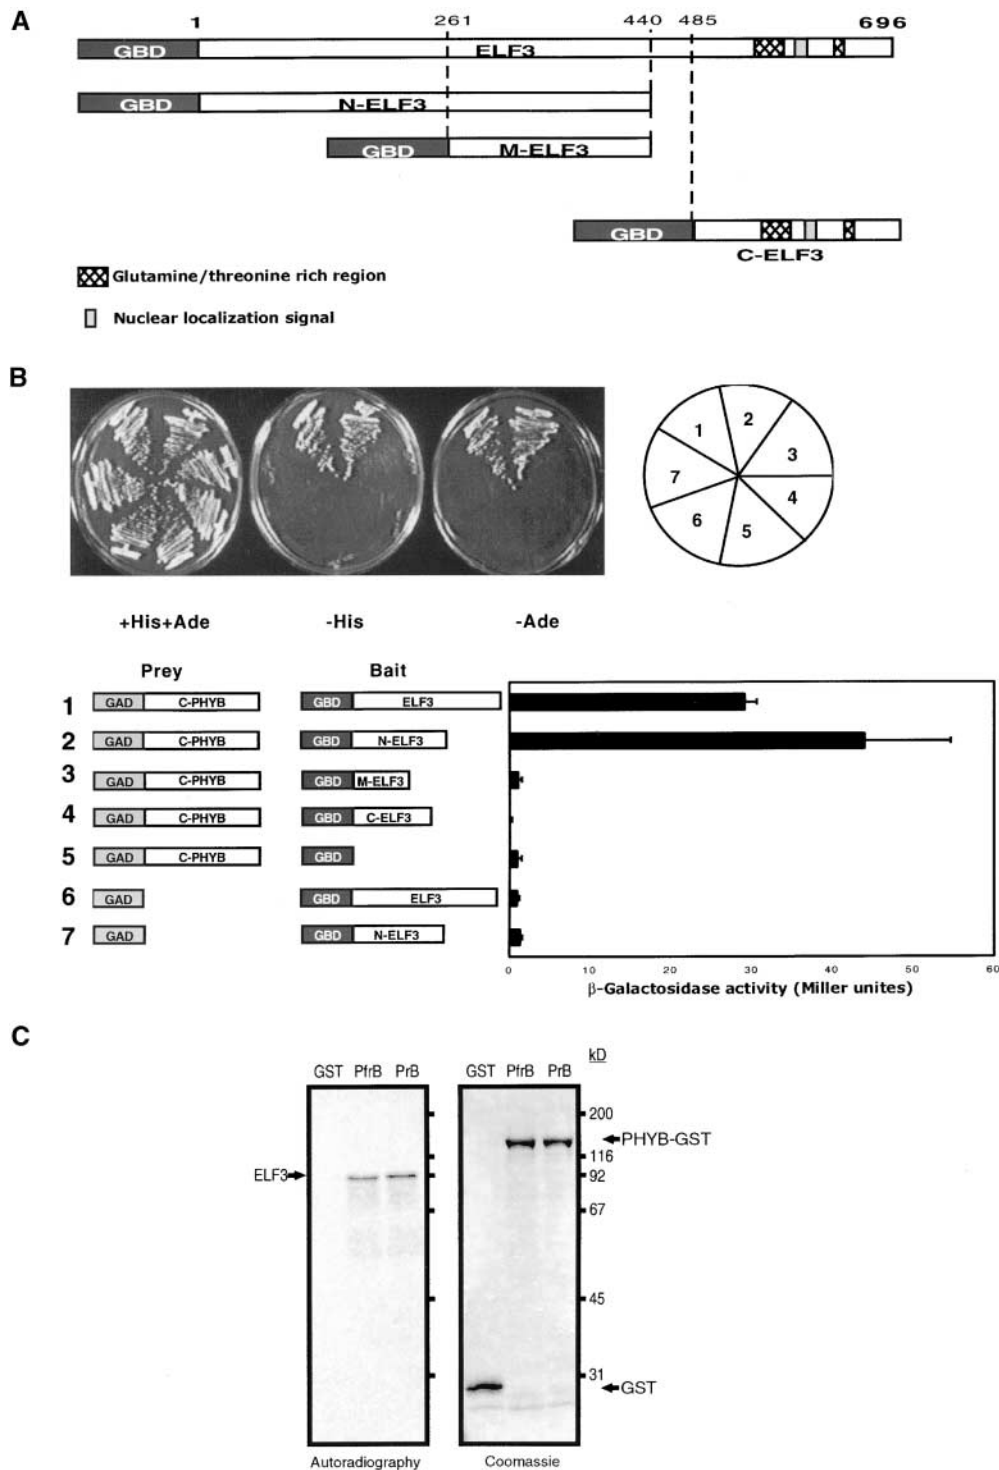 A
1 261 440 485 696
GBD ELF3
GBD N-ELF3
GBD M-ELF3
GBD
C-ELF3
Glutamine/threonine rich region
Nuclear localization signal
B
1 2 3 4 5 6 7
+His+Ade -His -Ade
Prey Bait
1 GAD C-PHYB GBD ELF3
2 GAD C-PHYB GBD N-ELF3
3 GAD C-PHYB GBD M-ELF3
4 GAD C-PHYB GBD C-ELF3
5 GAD C-PHYB GBD
6 GAD GBD ELF3
7 GAD GBD N-ELF3
0 10 20 30 40 50 60
β-Galactosidase activity (Miller unites)
C
kD
GST PfrB PrB GST PfrB PrB
200
PHYB-GST
116
ELF3 92
67
45
31
GST
Autoradiography Coomassie